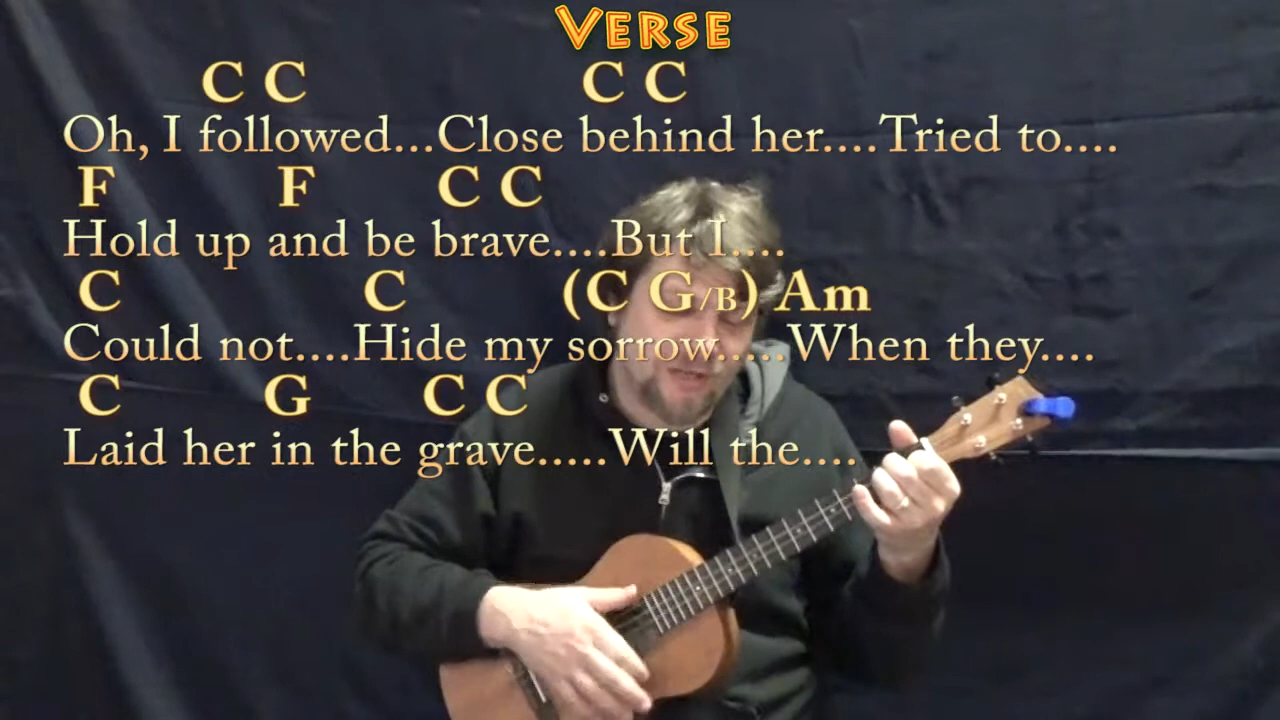 VERSE
C C C C
Oh, I followed...Close behind her....Tried to....
F F C C
Hold up and be brave....But I....
C C (C G/B) Am
Could not....Hide my sorrow.....When they....
C G C C
Laid her in the grave.....Will the....